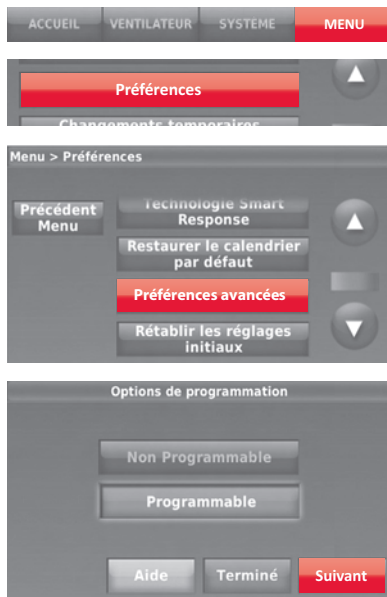 ACCUEIL VENTILATEUR SYSTÈME MENU
Préférences
Changements temporaires
Menu > Préférences
Précédent
Menu
Technologie Smart
Response
Restaurer le calendrier
par défaut
Préférences avancées
Rétablir les réglages
initiaux
Options de programmation
Non Programmable
Programmable
Aide Terminé Suivant